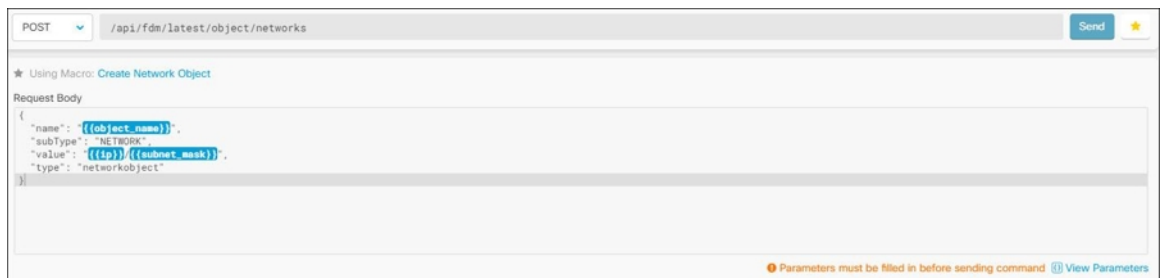 POST /api/fdm/latest/object/networks Send
Using Macro: Create Network Object
Request Body
{
"name": "{{object_name}}",
"subType": "NETWORK",
"value": "{{ip}}/{{subnet_mask}}",
"type": "networkobject"
}
Parameters must be filled in before sending command View Parameters